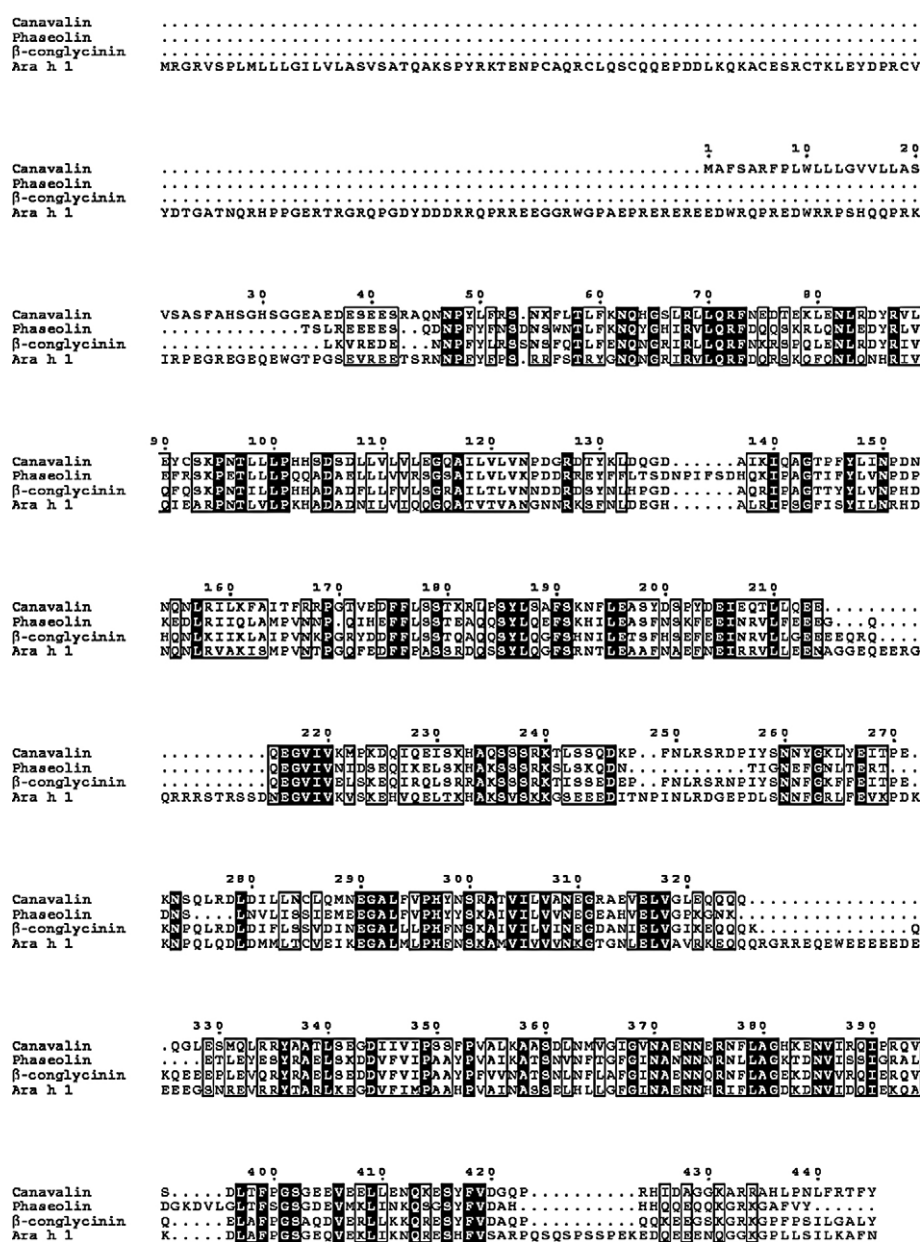 Canavalin ......................................................................
Phaseolin ......................................................................
β-conglycinin ......................................................................
Ara h 1 MRGRVSPLMLLLGILVLASVSATQAKSPYRKTENPCAQRCLQSCQQEPDDLKQKACESRCTKLEYDPRCV
1 10 20
Canavalin ..................................................MAFSARFPLWLLLGVVLLAS
Phaseolin ......................................................................
β-conglycinin ......................................................................
Ara h 1 YDTGATNQRHPPGERTRGRQPGDYDDDRRQPRREEGGRWGPAEPREREREEDWRQPREDWRRPSHQQPRK
30 40 50 60 70 80
Canavalin VSASFAHSGHSGGEAEDESEESRAQNNPYLFRS.NKFLTLFKNQHGSLRLLQRFNEDTEKLENLRDYRVL
Phaseolin .............TSLREEEES..QDNPFYFNSDNSWNTLFKNQYGHIRVLQRFDQQSKRLQNLEDYRLV
β-conglycinin ...............LKVREDE...NNPFYLRSSNSFQTLFENQNGRIRLLQRFNKRSPQLENLRDYRIV
Ara h 1 IRPEGREGEQEWGTPGSEVREETSRNNPFYFPS.RRFSTRYGNQNGRIRVLQRFDQRSKQFQNLQNHRIV
90 100 110 120 130 140 150
Canavalin EYCSKPNTLLLPHHSDSDLLVLVLEGQAILVLVNPDGRDTYKLDQGD......AIKIQAGTPFYLINPDN
Phaseolin EFRSKPETLLLPQQADAELLLVVRSGSAILVLVKPDDRREYFFLTSDNPIFSDHQKIPAGTIFYLVNPDP
β-conglycinin QFQSKPNTILLPHHADADFLLFVLSGRAILTLVNNDDRDSYNLHPGD......AQRIPAGTTYYLVNPHD
Ara h 1 QIEARPNTLVLPKHADADNILVIQQGQATVTVANGNNRKSFNLDEGH......ALRIPSGFISYILNRHD
160 170 180 190 200 210
Canavalin NQNLRILKFAITFRRPGTVEDFFLSSTKRLPSYLSAFSKNFLEASYDSPYDEIEQTLLQEE.........
Phaseolin KEDLRIIQLAMPVNNP.QIHEFFLSSTEAQQSYLQEFSKHILEASFNSKFEEINRVLFEEEG..Q.....
β-conglycinin HQNLKIIKLAIPVNKPGRYDDFFLSSTQAQQSYLQGFSHNILETSFHSEFEEINRVLLGEEEEQRQ....
Ara h 1 NQNLRVAKISMPVNTPGQFEDFFPASSRDQSSYLQGFSRNTLEAAFNAEFNEIRRVLLEENAGGEQEERG
220 230 240 250 260 270
Canavalin ..........QEGVIVKMPKDQIQEISKHAQSSSRKTLSSQDKP..FNLRSRDPIYSNNYGKLYEITPE.
Phaseolin ..........QEGVIVNIDSEQIKELSKHAKSSSRKSLSKQDN...........TIGNEFGNLTERT...
β-conglycinin ..........QEGVIVELSKEQIRQLSRRAKSSSRKTISSEDEP..FNLRSRNPIYSNNFGKFFEITPE.
Ara h 1 QRRRSTRSSDNEGVIVKVSKEHVQELTKHAKSVSKKGSEEEDITNPINLRDGEPDLSNNFGRLFEVKPDK
280 290 300 310 320
Canavalin KNSQLRDLDILLNCLQMNEGALFVPHYNSRATVILVANEGRAEVELVGLEQQQ.................
Phaseolin DNS...LNVLISSIEMEEGALFVPHYYSKAIVILVVNEGEAHVELVGPKGNK..................
β-conglycinin KNPQLRDLDIFLSSVDINEGALLLPHFNSKAIVILVINEGDANIELVGIKEQQQK..............Q
Ara h 1 KNPQLQDLDMMLTCVEIKEGALMLPHFNSKAMVIVVVNKGTGNLELVAVRKEQQQRGRREQEWEEEEEDE
330 340 350 360 370 380 390
Canavalin .QGLESMQLRRYAATLSEGDIIVIPSSFPVALKAASDLNMVGIGVNAENNERNFLAGHKENVIRQIPRQV
Phaseolin ....ETLEYESYRAELSKDDVFVIPAAYPVAIKATSNVNFTGFGINANNNNRNLLAGKTDNVISSIGRAL
β-conglycinin KQEEEPLEVQRYRAELSEDDVFVIPAAYPFVVNATSNLNFLAFGINAENNQRNFLAGEKDNVVRQIERQV
Ara h 1 EEEGSNREVRRYTARLKEGDVFIMPAAHPVAINASSELHLLGFGINAENNHRIFLAGDKDNVIDQIEKQA
400 410 420 430 440
Canavalin S.....DLTFPGSGEEVEELLENQKESYFVDGQP..........RHIDAGGKARRAHLPNLFRTFY
Phaseolin DGKDVLGLTFSGSGDEVMKLINKQSGSYFVDAH...........HHQQEQQKGRKGAFVY......
β-conglycinin Q.....ELAFPGSAQDVERLLKKQRESYFVDAQP..........QQKEEGSKGRKGPFPSILGALY
Ara h 1 K.....DLAFPGSGEQVEKLIKNQRESHFVSARPQSQSPSSPEKEDQEEENQGGKGPLLSILKAFN